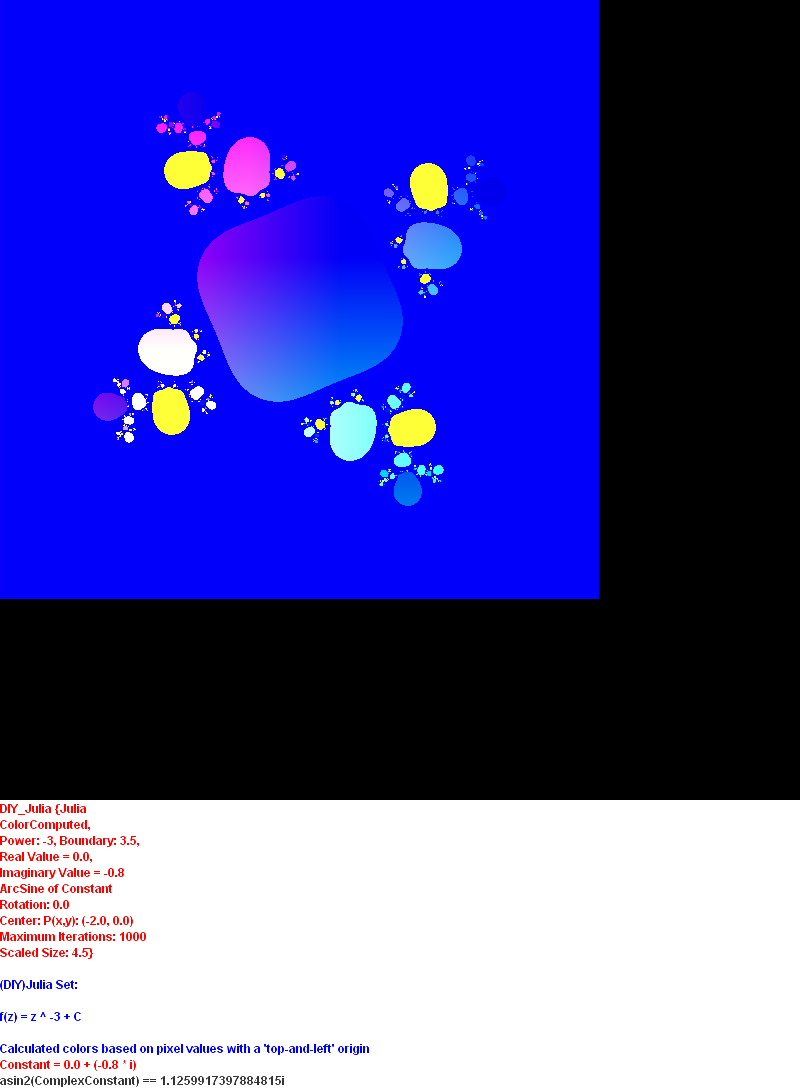 DIY_Julia {Julia
ColorComputed,
Power: -3, Boundary: 3.5,
Real Value = 0.0,
Imaginary Value = -0.8
ArcSine of Constant
Rotation: 0.0
Center: P(x,y): (-2.0, 0.0)
Maximum Iterations: 1000
Scaled Size: 4.5}
(DIY)Julia Set:
f(z) = z ^ -3 + C
Calculated colors based on pixel values with a 'top-and-left' origin
Constant = 0.0 + (-0.8 * i)
asin2(ComplexConstant) == 1.1259917397884815i